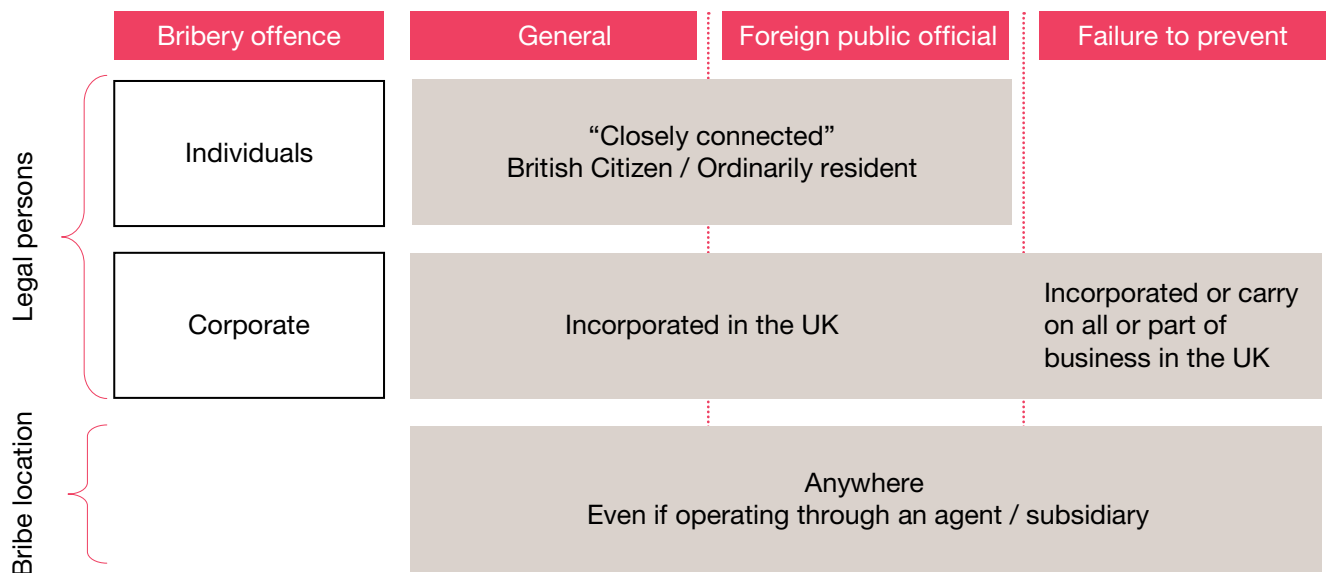 Bribery offence
General
Foreign public official
Failure to prevent
Legal persons
Individuals
“Closely connected”
British Citizen / Ordinarily resident
Corporate
Incorporated in the UK
Incorporated or carry
on all or part of
business in the UK
Bribe location
Anywhere
Even if operating through an agent / subsidiary